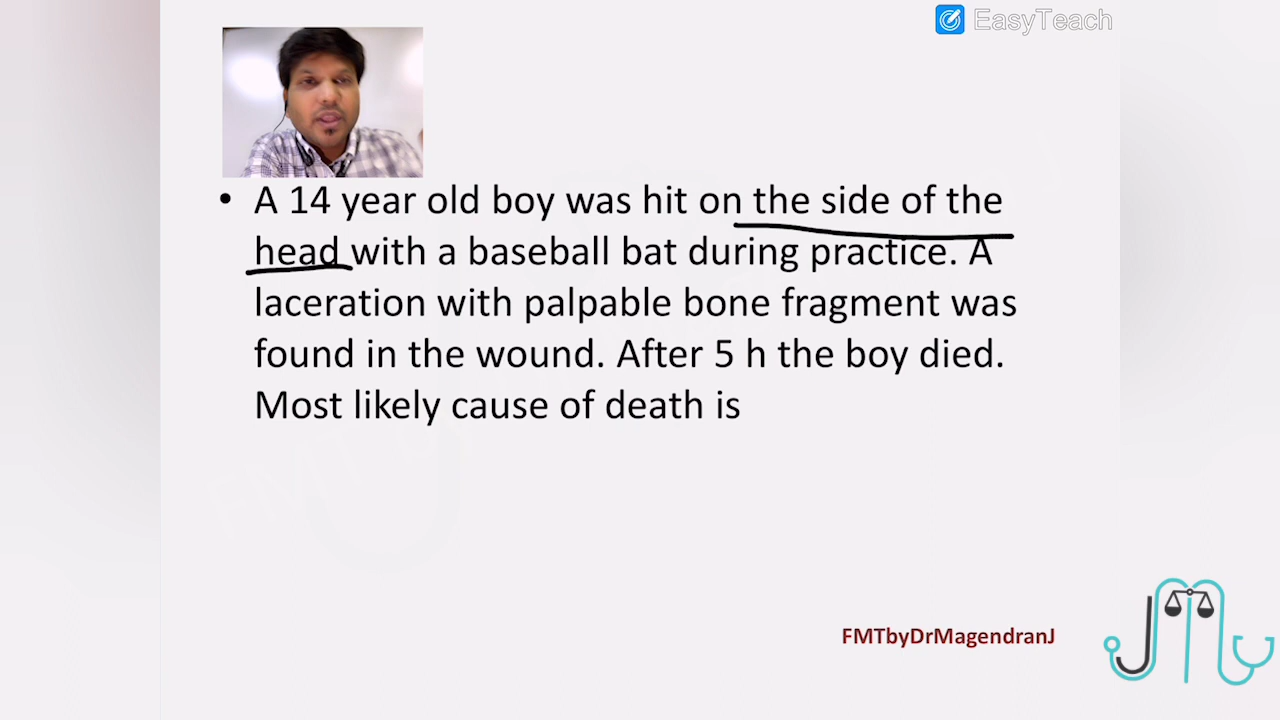 EasyTeach
• A 14 year old boy was hit on the side of the
head with a baseball bat during practice. A
laceration with palpable bone fragment was
found in the wound. After 5 h the boy died.
Most likely cause of death is
FMTbyDrMagendranJ